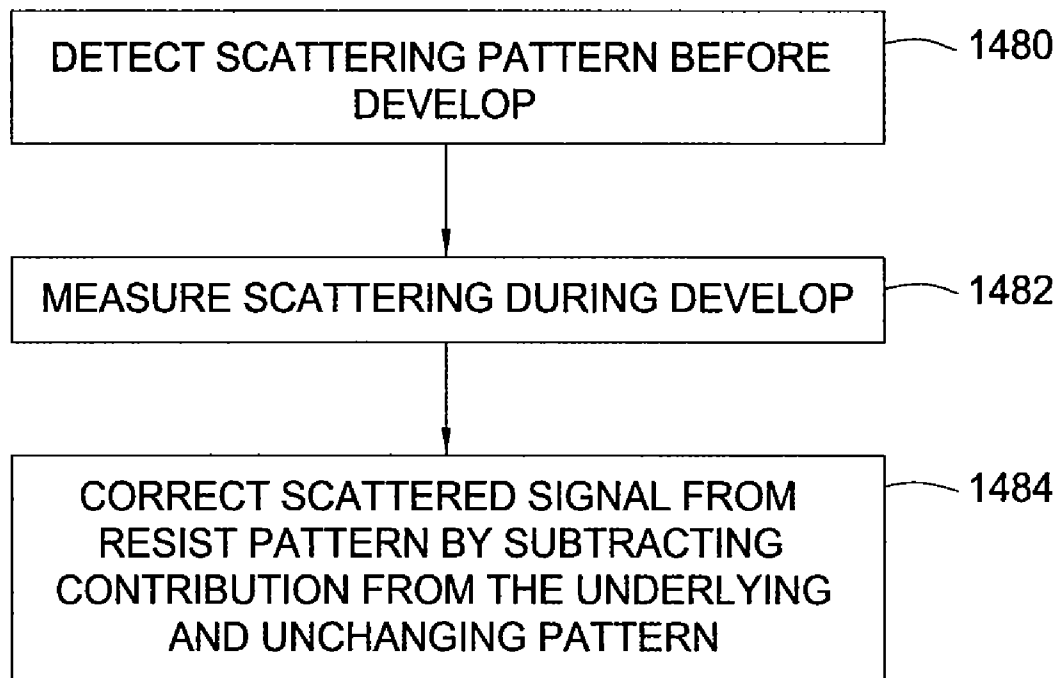 DETECT SCATTERING PATTERN BEFORE
DEVELOP
1480
MEASURE SCATTERING DURING DEVELOP
1482
CORRECT SCATTERED SIGNAL FROM
RESIST PATTERN BY SUBTRACTING
CONTRIBUTION FROM THE UNDERLYING
AND UNCHANGING PATTERN
1484